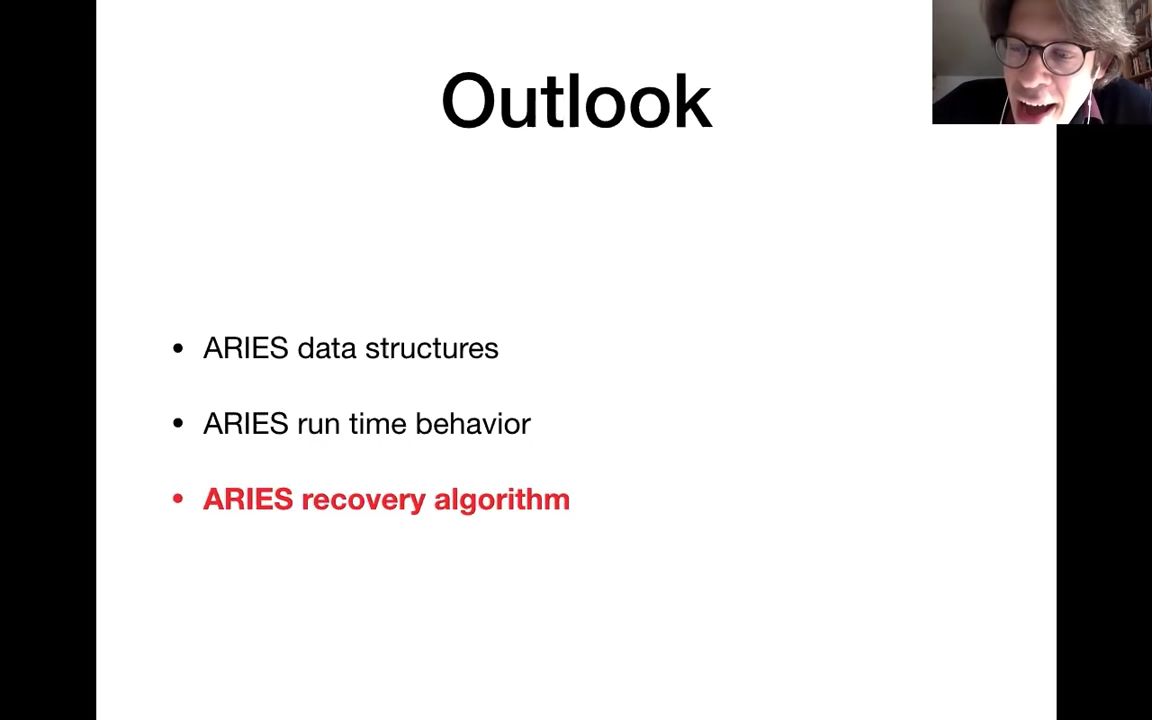 Outlook
• ARIES data structures
• ARIES run time behavior
• ARIES recovery algorithm